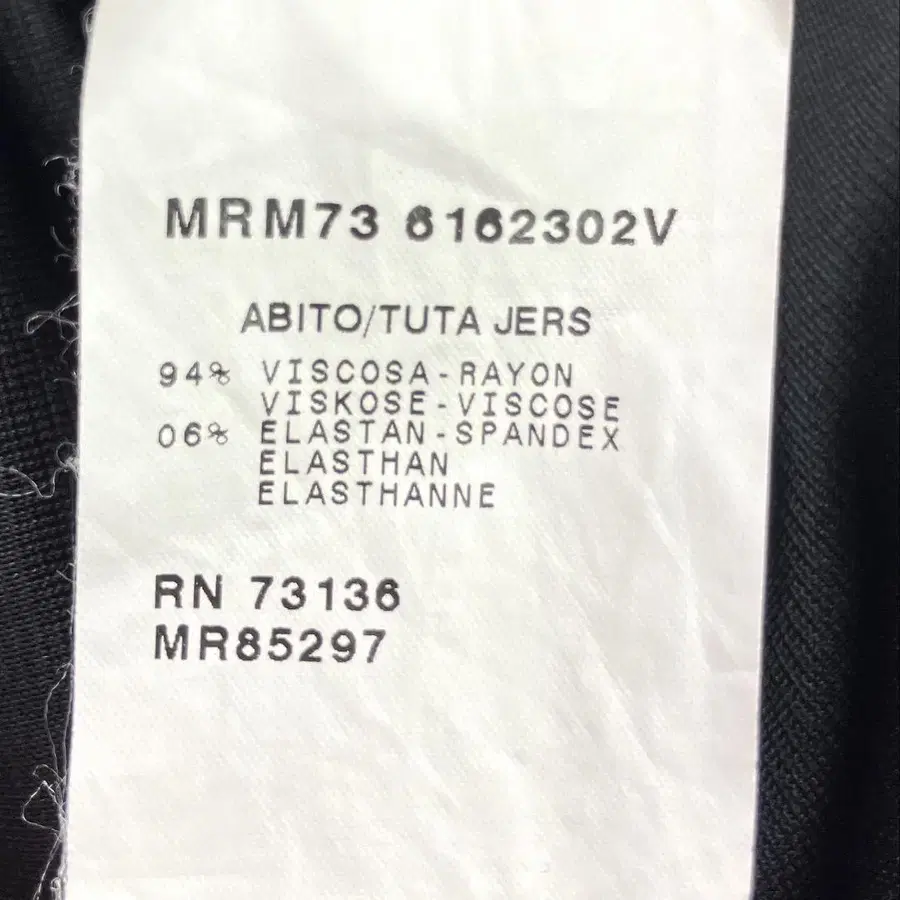 MRM73 6162302V
ABITO/TUTA JERS
94% VISCOSA-RAYON
VISKOSE-VISCOSE
06% ELASTAN-SPANDEX
ELASTHAN
ELASTHANNE
RN 73136
MR85297